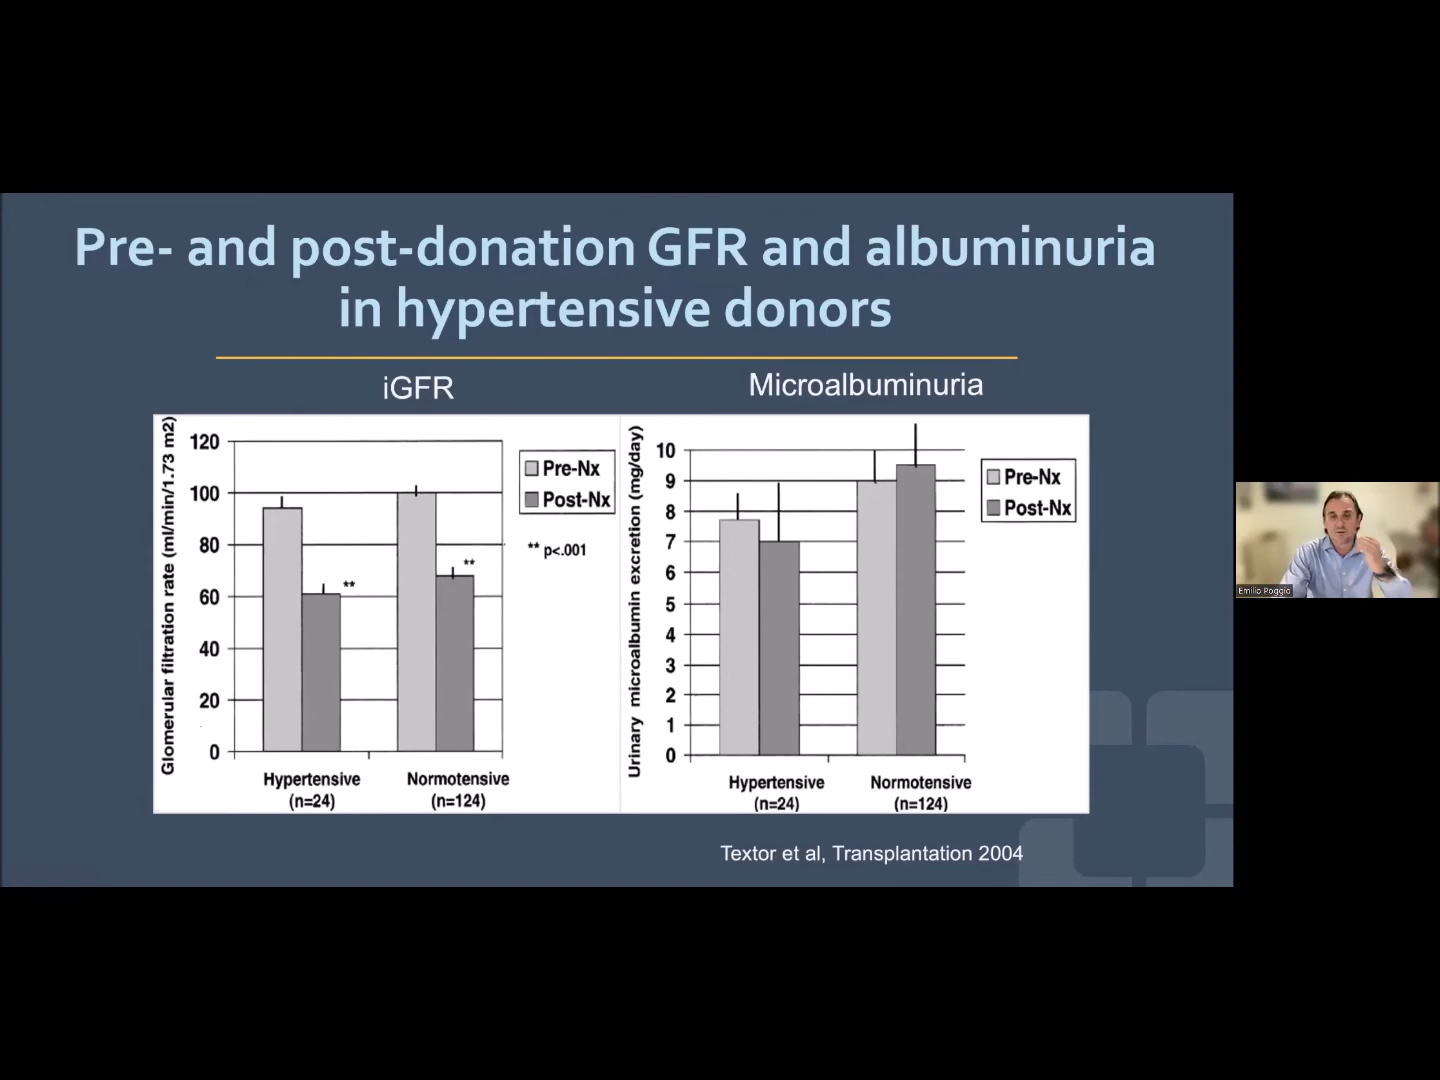 Pre- and post-donation GFR and albuminuria
in hypertensive donors
iGFR
Glomerular filtration rate (ml/min/1.73 m2)
120
100
80
60
40
20
0
**
**
Hypertensive
(n=24)
Normotensive
(n=124)
Pre-Nx
Post-Nx
** p<.001
Microalbuminuria
Urinary microalbumin excretion (mg/day)
10
9
8
7
6
5
4
3
2
1
0
Hypertensive
(n=24)
Normotensive
(n=124)
Pre-Nx
Post-Nx
Textor et al, Transplantation 2004
Emilio Poggio